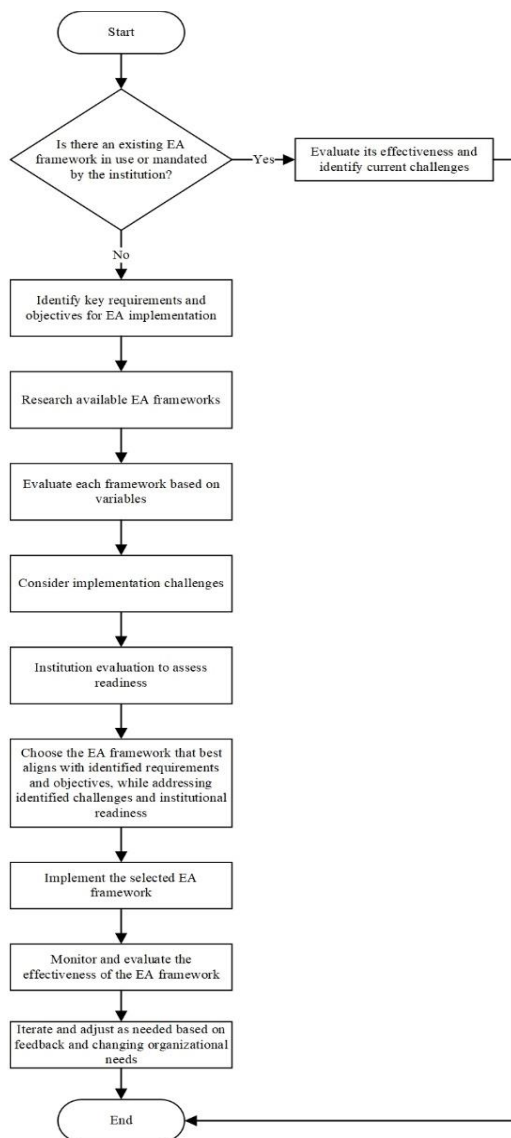 Start
Is there an existing EA
framework in use or mandated
by the institution?
Yes
Evaluate its effectiveness and
identify current challenges
No
Identify key requirements and
objectives for EA implementation
Research available EA frameworks
Evaluate each framework based on
variables
Consider implementation challenges
Institution evaluation to assess
readiness
Choose the EA framework that best
aligns with identified requirements
and objectives, while addressing
identified challenges and institutional
readiness
Implement the selected EA
framework
Monitor and evaluate the
effectiveness of the EA framework
Iterate and adjust as needed based on
feedback and changing organizational
needs
End